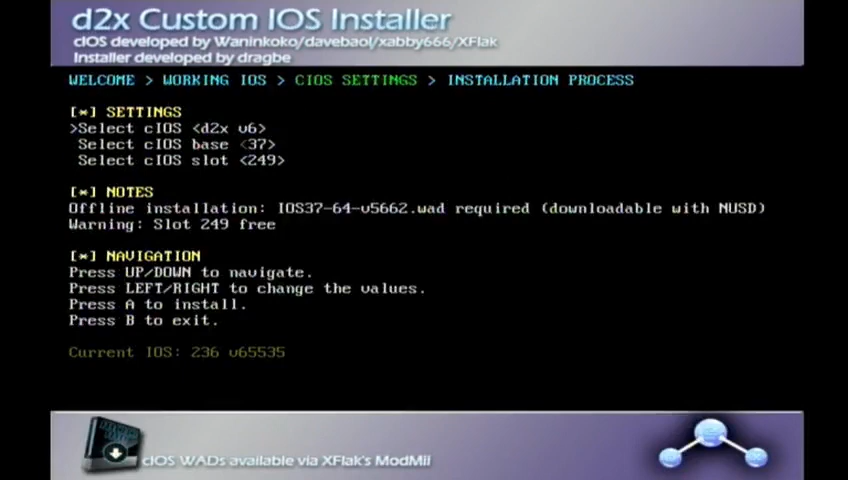 d2x Custom IOS Installer
cIOS developed by Waninkoko/davebaol/xabby666/XFlak
Installer developed by dragbe
WELCOME > WORKING IOS > CIOS SETTINGS > INSTALLATION PROCESS
[*] SETTINGS
>Select cIOS <d2x v6>
Select cIOS base <37>
Select cIOS slot <249>
[*] NOTES
Offline installation: IOS37-64-v5662.wad required (downloadable with NUSD)
Warning: Slot 249 free
[*] NAVIGATION
Press UP/DOWN to navigate.
Press LEFT/RIGHT to change the values.
Press A to install.
Press B to exit.
Current IOS: 236 v65535
cIOS WADs available via XFlak's ModMii